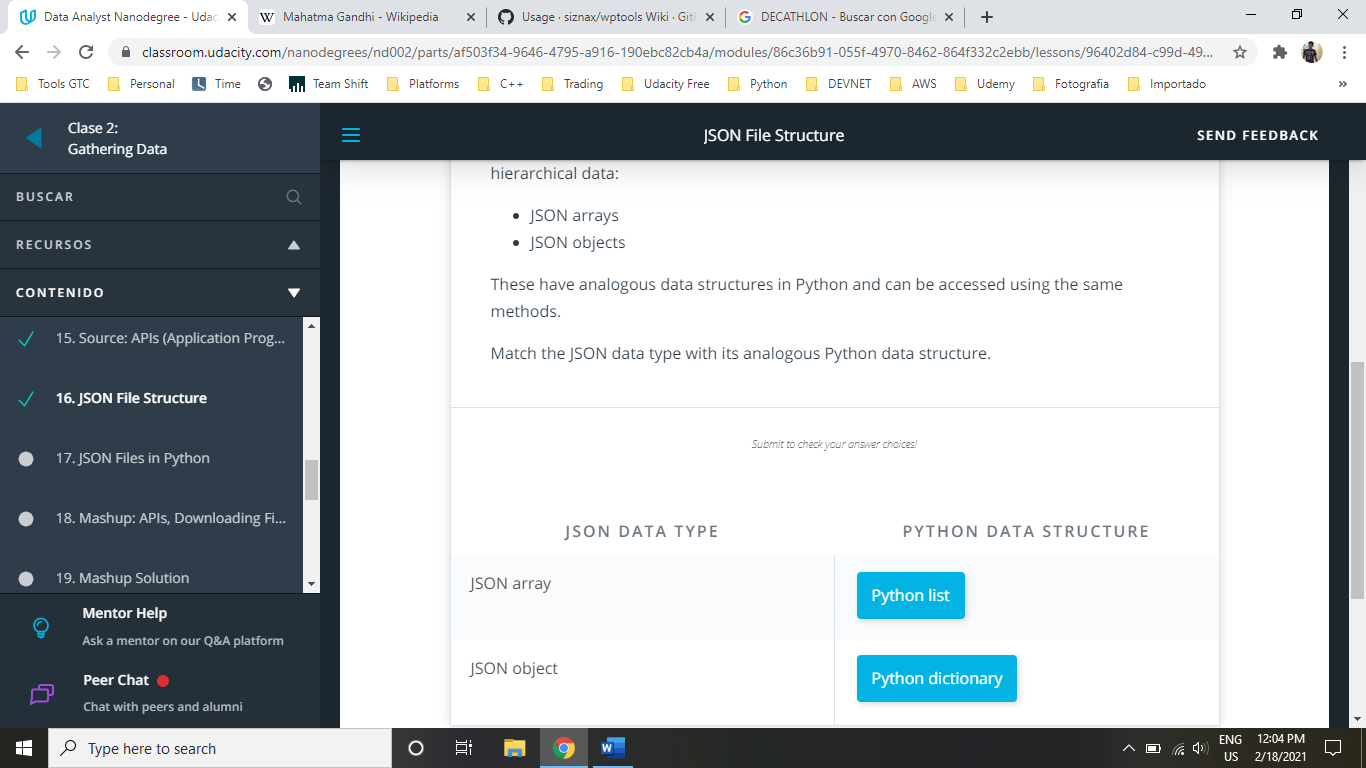 Data Analyst Nanodegree - Udac
Mahatma Gandhi - Wikipedia
Usage · siznax/wptools Wiki · Git
DECATHLON - Buscar con Google
classroom.udacity.com/nanodegrees/nd002/parts/af503f34-9646-4795-a916-190ebc82cb4a/modules/86c36b91-055f-4970-8462-864f332c2ebb/lessons/96402d84-c99d-49...
Tools GTC
Personal
Time
Team Shift
Platforms
C++
Trading
Udacity Free
Python
DEVNET
AWS
Udemy
Fotografia
Importado
»
Clase 2:
Gathering Data
BUSCAR
RECURSOS
CONTENIDO
15. Source: APIs (Application Prog...
16. JSON File Structure
17. JSON Files in Python
18. Mashup: APIs, Downloading Fi...
19. Mashup Solution
Mentor Help
Ask a mentor on our Q&A platform
Peer Chat
Chat with peers and alumni
JSON File Structure
SEND FEEDBACK
hierarchical data:
• JSON arrays
• JSON objects
These have analogous data structures in Python and can be accessed using the same
methods.
Match the JSON data type with its analogous Python data structure.
Submit to check your answer choices!
JSON DATA TYPE
PYTHON DATA STRUCTURE
JSON array
Python list
JSON object
Python dictionary
Type here to search
ENG
US
12:04 PM
2/18/2021